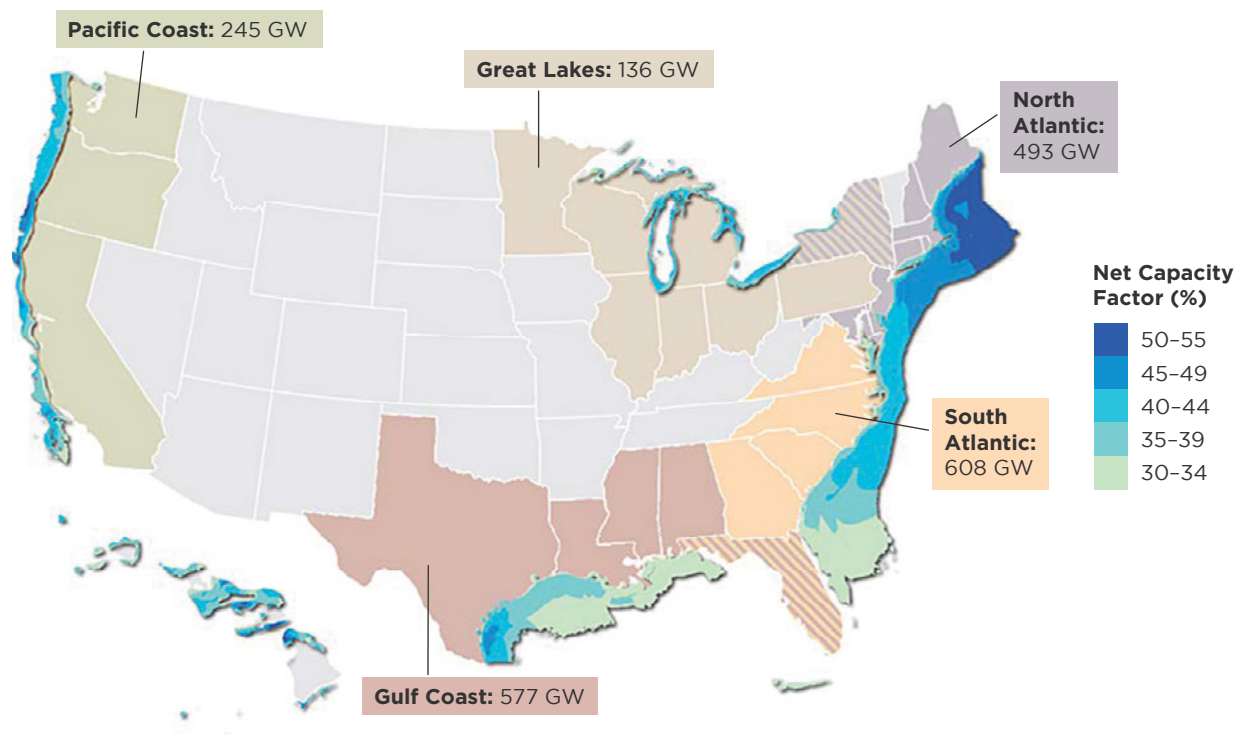 Pacific Coast: 245 GW
Great Lakes: 136 GW
North
Atlantic:
493 GW
Net Capacity
Factor (%)
50–55
45–49
40–44
35–39
30–34
South
Atlantic:
608 GW
Gulf Coast: 577 GW